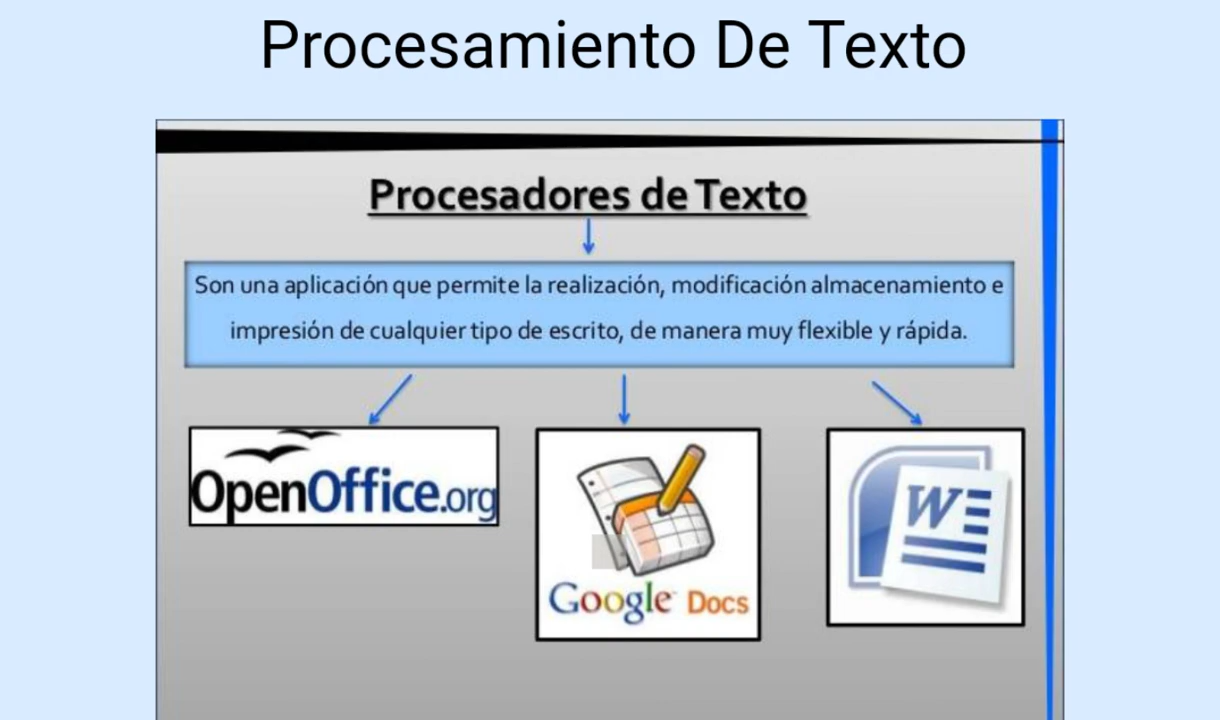 Procesamiento De Texto
Procesadores de Texto
Son una aplicación que permite la realización, modificación almacenamiento e
impresión de cualquier tipo de escrito, de manera muy flexible y rápida.
OpenOffice.org
Google Docs
W